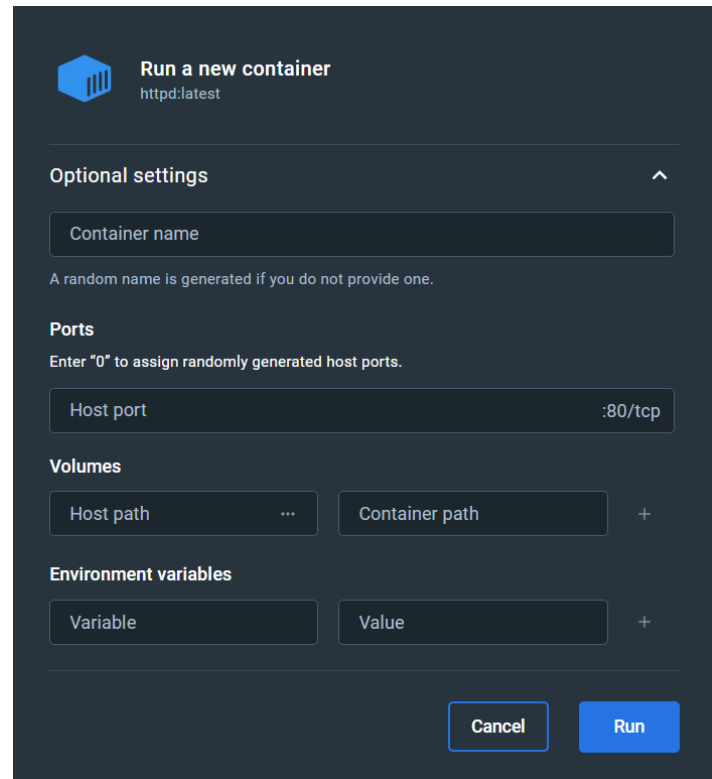 Run a new container
httpd:latest
Optional settings
Container name
A random name is generated if you do not provide one.
Ports
Enter “0” to assign randomly generated host ports.
Host port :80/tcp
Volumes
Host path ··· Container path +
Environment variables
Variable Value +
Cancel Run